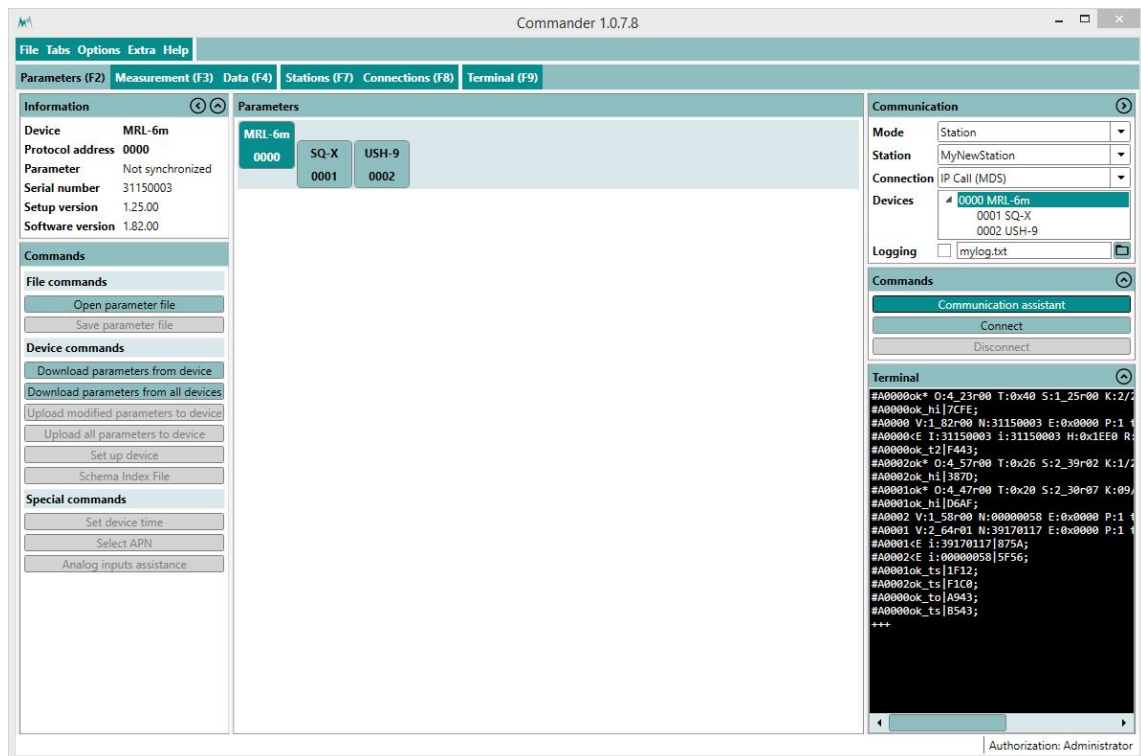 Commander 1.0.7.8
File Tabs Options Extra Help
Parameters (F2) Measurement (F3) Data (F4) Stations (F7) Connections (F8) Terminal (F9)
Information
Device MRL-6m
Protocol address 0000
Parameter Not synchronized
Serial number 31150003
Setup version 1.25.00
Software version 1.82.00
Commands
File commands
Open parameter file
Save parameter file
Device commands
Download parameters from device
Download parameters from all devices
Upload modified parameters to device
Upload all parameters to device
Set up device
Schema Index File
Special commands
Set device time
Select APN
Analog inputs assistance
Parameters
MRL-6m
0000
SQ-X
0001
USH-9
0002
Communication
Mode Station
Station MyNewStation
Connection IP Call (MDS)
Devices 0000 MRL-6m
0001 SQ-X
0002 USH-9
Logging mylog.txt
Commands
Communication assistant
Connect
Disconnect
Terminal
#A0000ok* O:4_23r00 T:0x40 S:1_25r00 K:2/2
#A0000ok_hi|7CFE;
#A0000 V:1_82r00 N:31150003 E:0x0000 P:1 t
#A0000<E I:31150003 i:31150003 H:0x1EE0 R:
#A0000ok_t2|F443;
#A0002ok* O:4_57r00 T:0x26 S:2_39r02 K:1/2
#A0002ok_hi|387D;
#A0001ok* O:4_47r00 T:0x20 S:2_30r07 K:09/
#A0001ok_hi|D6AF;
#A0002 V:1_58r00 N:00000058 E:0x0000 P:1 t
#A0001 V:2_64r01 N:39170117 E:0x0000 P:1 t
#A0001<E i:39170117|875A;
#A0002<E i:00000058|5F56;
#A0001ok_ts|1F12;
#A0002ok_ts|F1C0;
#A0000ok_to|A943;
#A0000ok_ts|B543;
+++
Authorization: Administrator